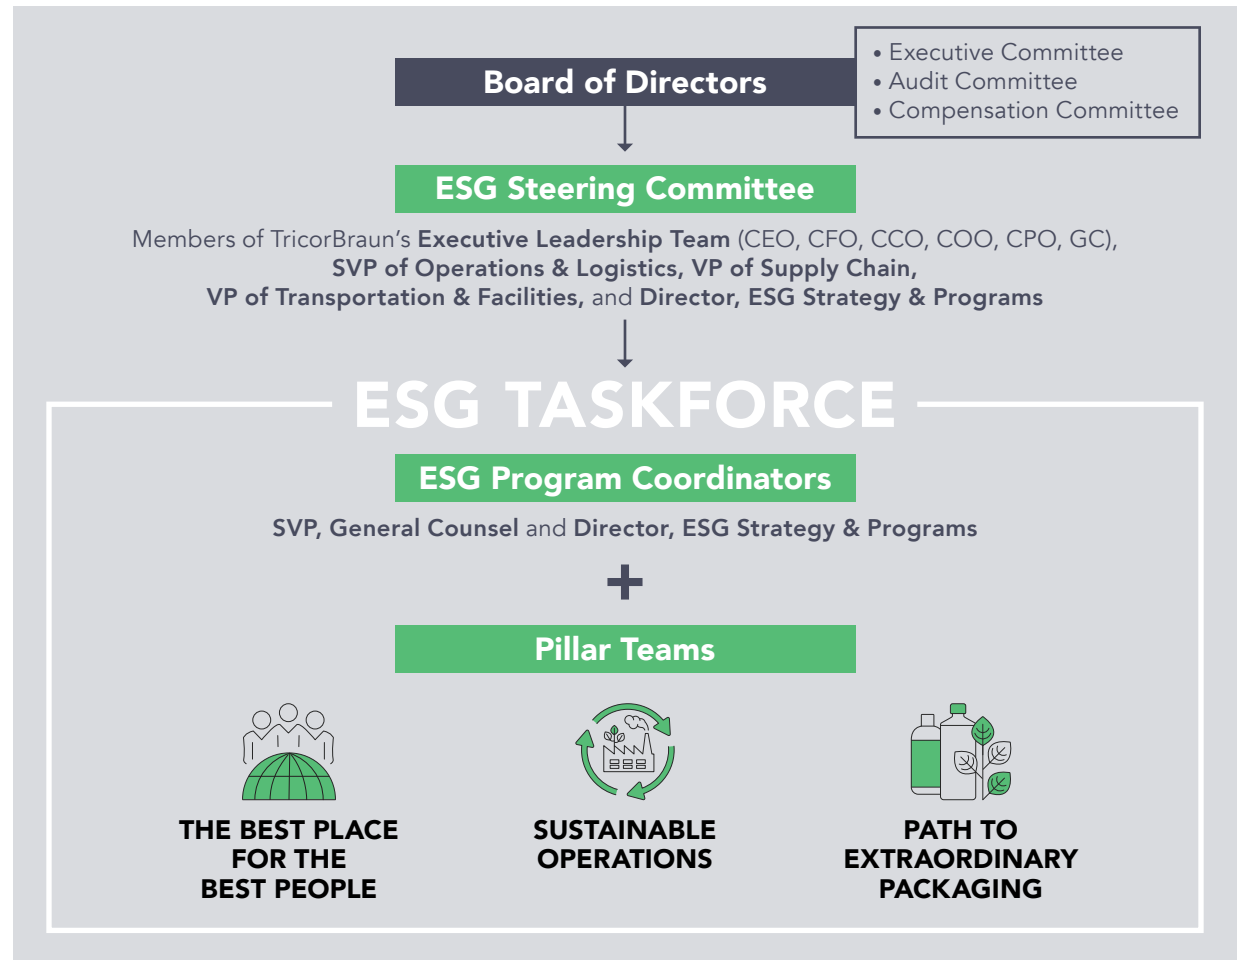 Board of Directors
• Executive Committee
• Audit Committee
• Compensation Committee
ESG Steering Committee
Members of TricorBraun's Executive Leadership Team (CEO, CFO, CCO, COO, CPO, GC),
SVP of Operations & Logistics, VP of Supply Chain,
VP of Transportation & Facilities, and Director, ESG Strategy & Programs
ESG TASKFORCE
ESG Program Coordinators
SVP, General Counsel and Director, ESG Strategy & Programs
+
Pillar Teams
THE BEST PLACE
FOR THE
BEST PEOPLE
SUSTAINABLE
OPERATIONS
PATH TO
EXTRAORDINARY
PACKAGING